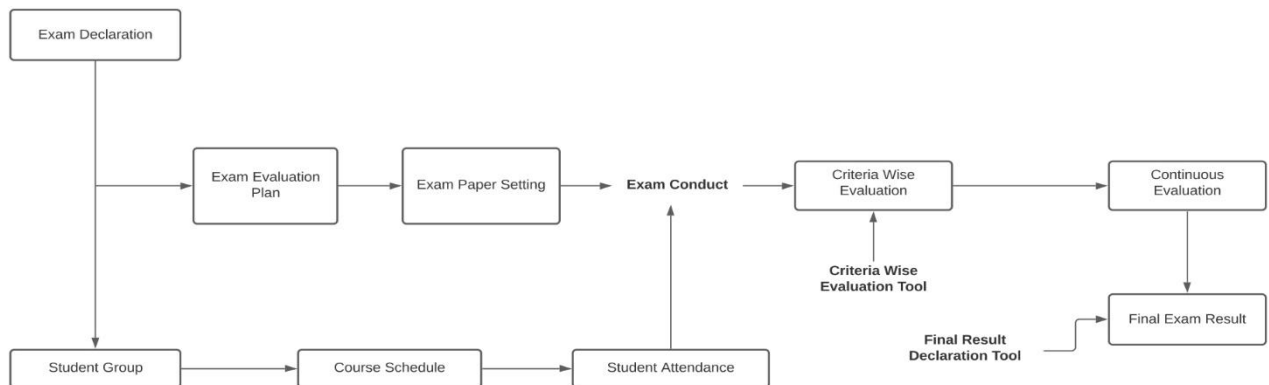 Exam Declaration
Exam Evaluation
Plan
Exam Paper Setting
Exam Conduct
Criteria Wise
Evaluation
Continuous
Evaluation
Criteria Wise
Evaluation Tool
Final Exam Result
Final Result
Declaration Tool
Student Group
Course Schedule
Student Attendance